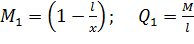 M₁ = (1 − l/x);  Q₁ = M/l